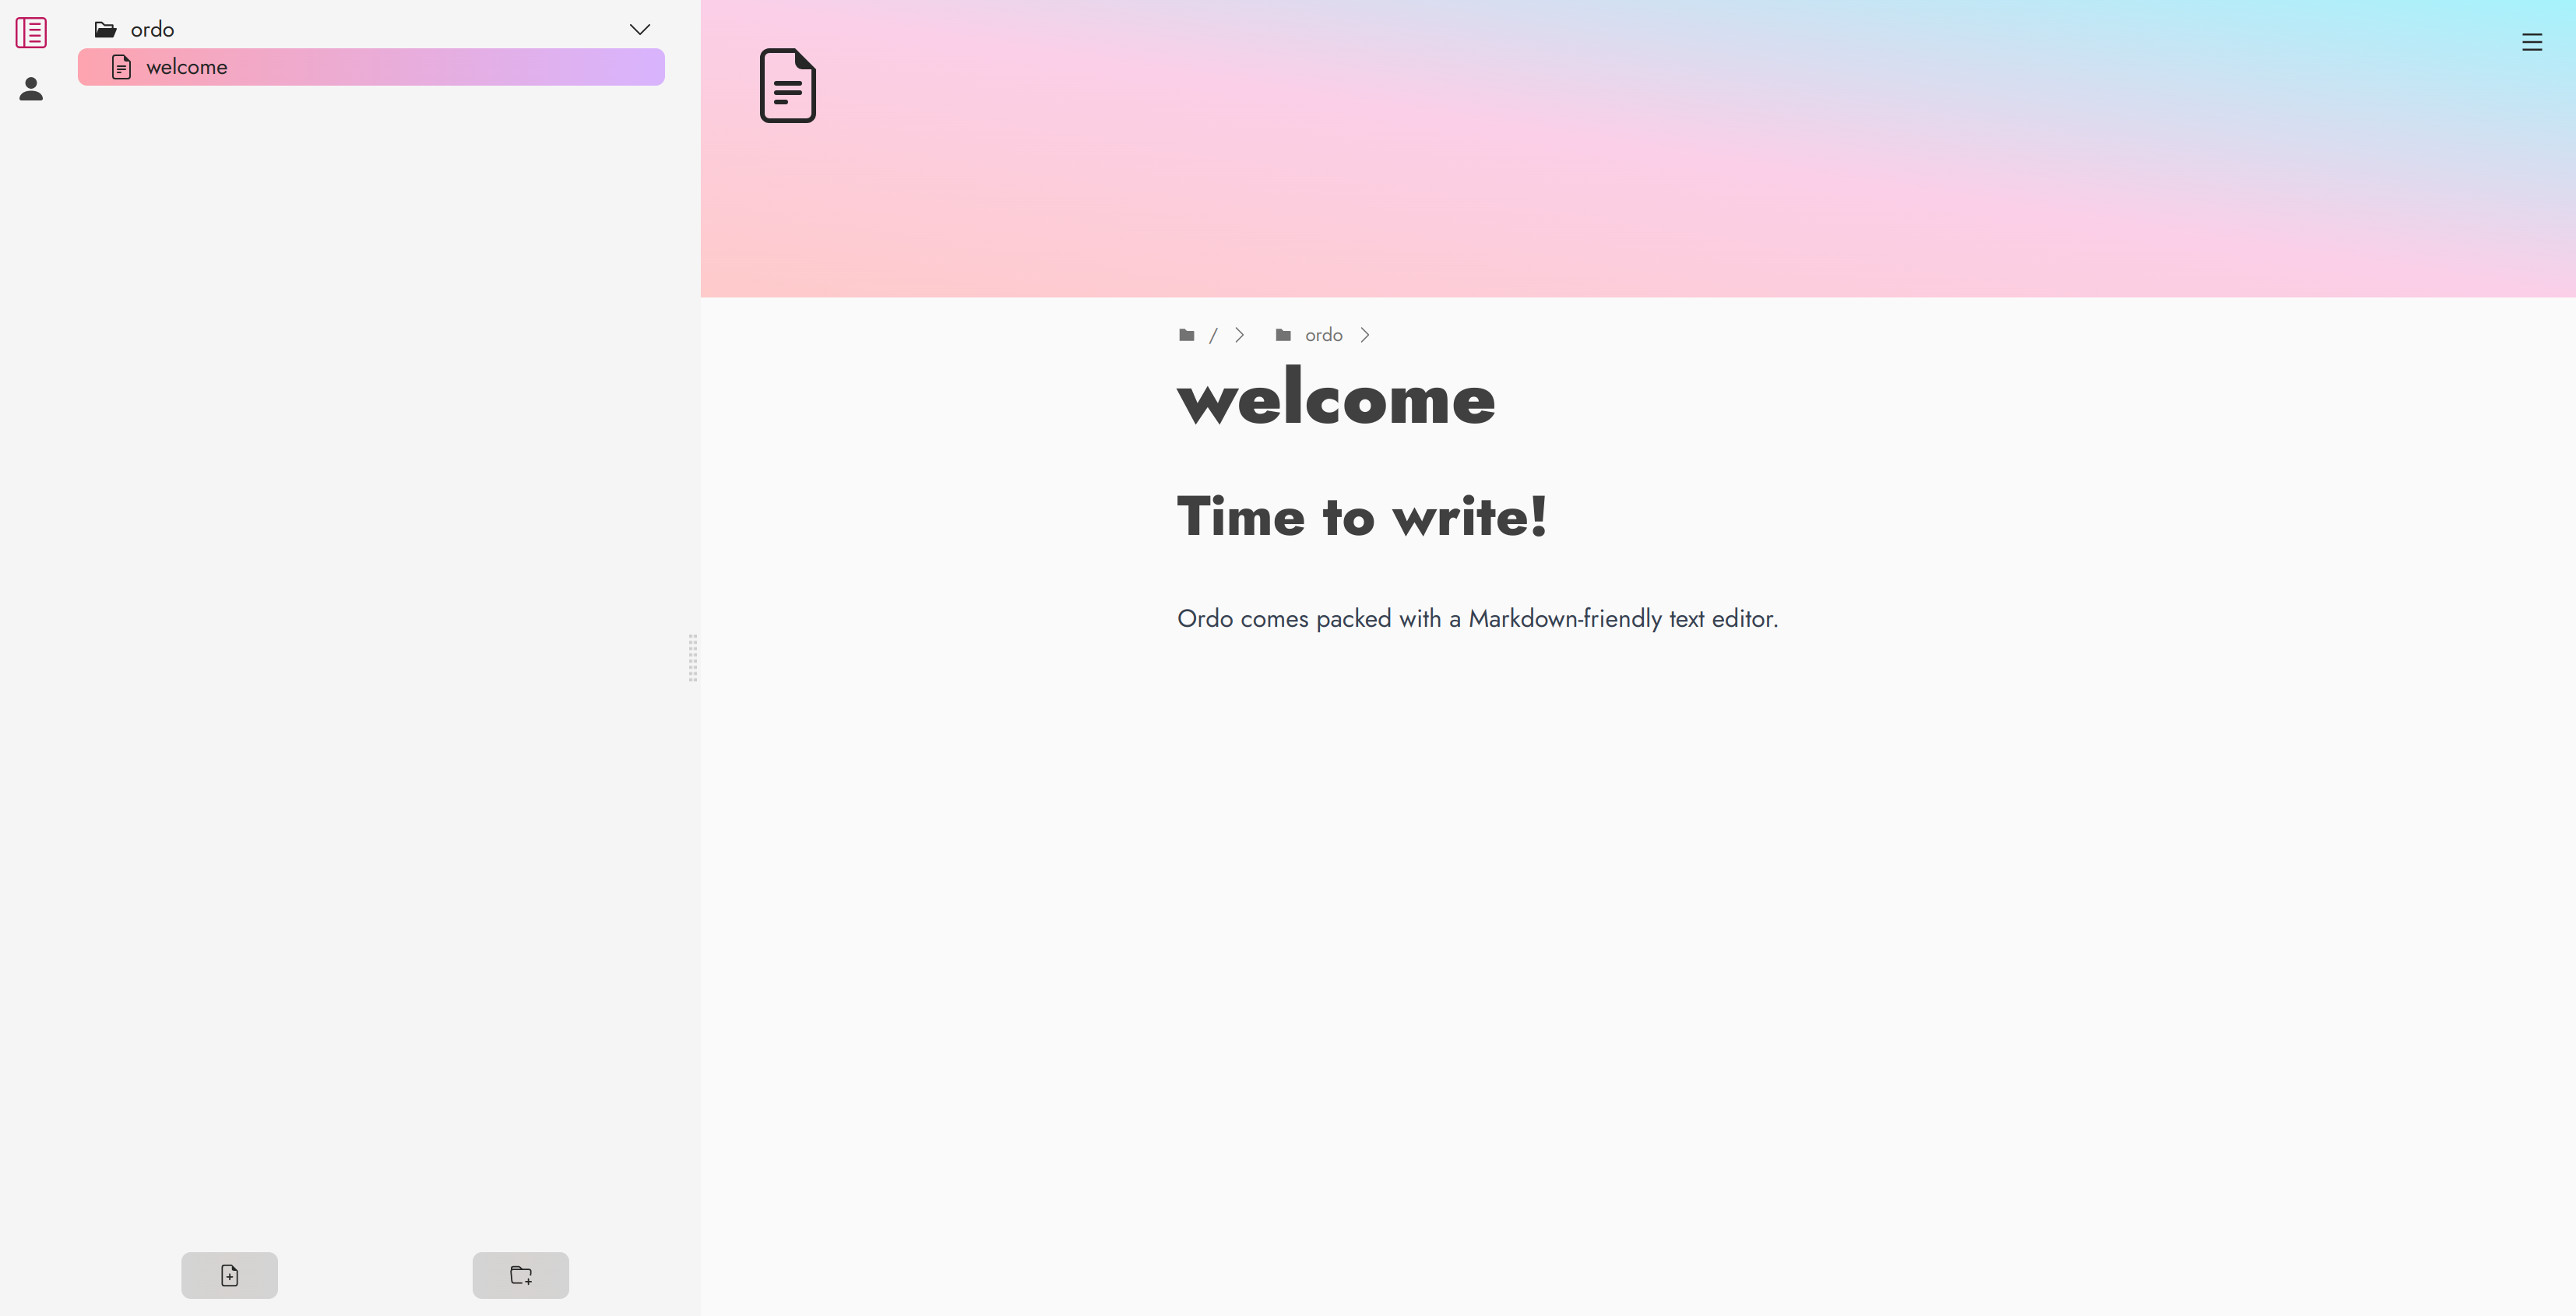 ordo
welcome
/ ordo
welcome
Time to write!
Ordo comes packed with a Markdown-friendly text editor.